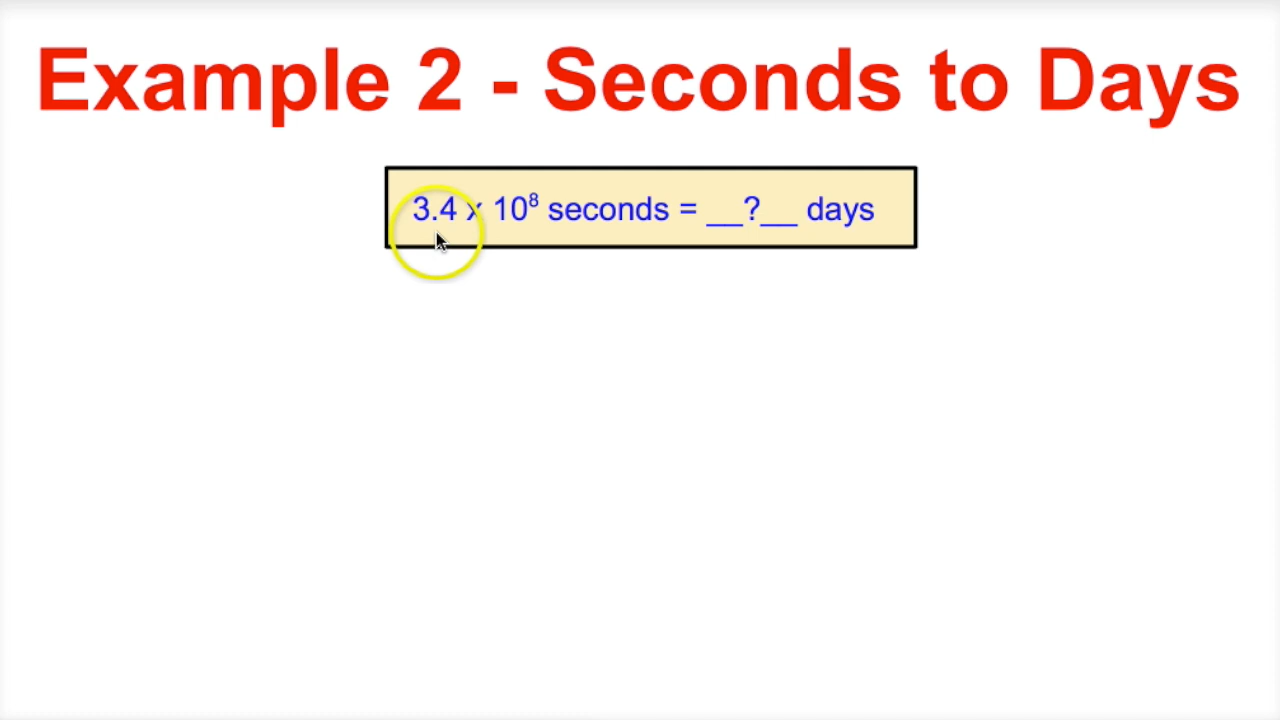 Example 2 - Seconds to Days
3.4 x 10⁸ seconds = __?__ days